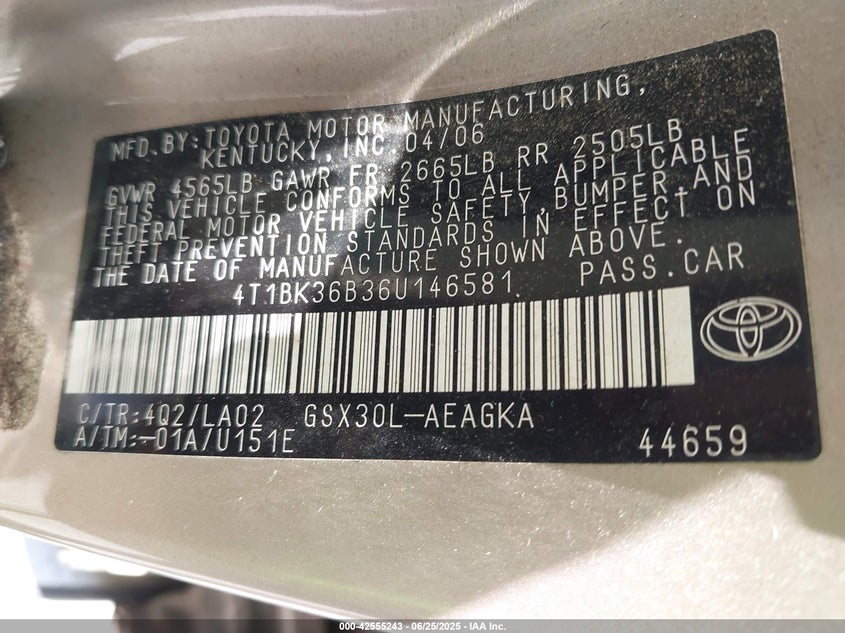 MFD.BY:TOYOTA MOTOR MANUFACTURING,
KENTUCKY, INC. 04/06
GVWR 4565LB GAWR FR 2665LB RR 2505LB
THIS VEHICLE CONFORMS TO ALL APPLICABLE
FEDERAL MOTOR VEHICLE SAFETY, BUMPER, AND
THEFT PREVENTION STANDARDS IN EFFECT ON
THE DATE OF MANUFACTURE SHOWN ABOVE.
4T1BK36B36U146581 PASS.CAR
C/TR:4Q2/LA02 GSX30L-AEAGKA
A/TM:-01A/U151E 44659
000-42555243 - 06/25/2025 - IAA Inc.